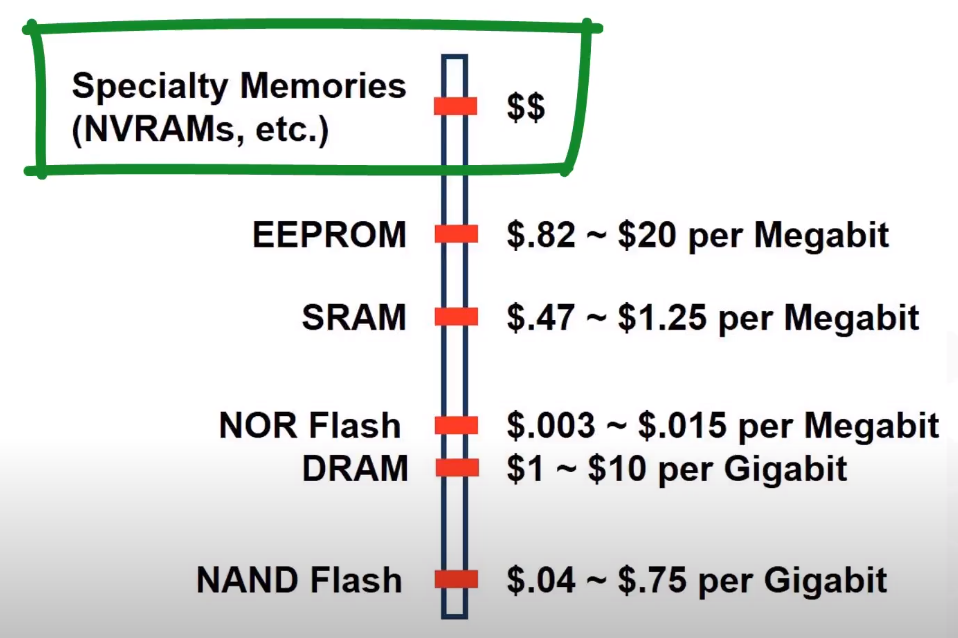 Specialty Memories
(NVRAMs, etc.)
$$
EEPROM
$.82 ~ $20 per Megabit
SRAM
$.47 ~ $1.25 per Megabit
NOR Flash
$.003 ~ $.015 per Megabit
DRAM
$1 ~ $10 per Gigabit
NAND Flash
$.04 ~ $.75 per Gigabit